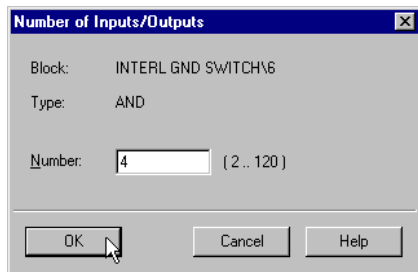 Number of Inputs/Outputs
Block: INTERL GND SWITCH\6
Type: AND
Number: 4 ( 2 .. 120 )
OK Cancel Help